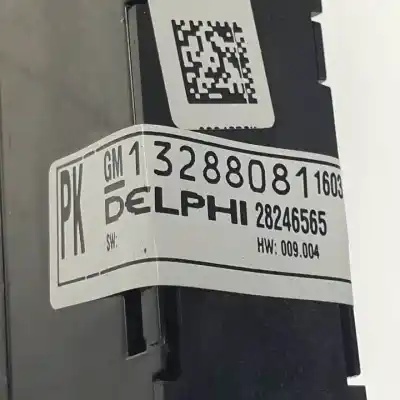 PK
GM 13288081 1603
DELPHI 28246565
SW:
HW: 009.004